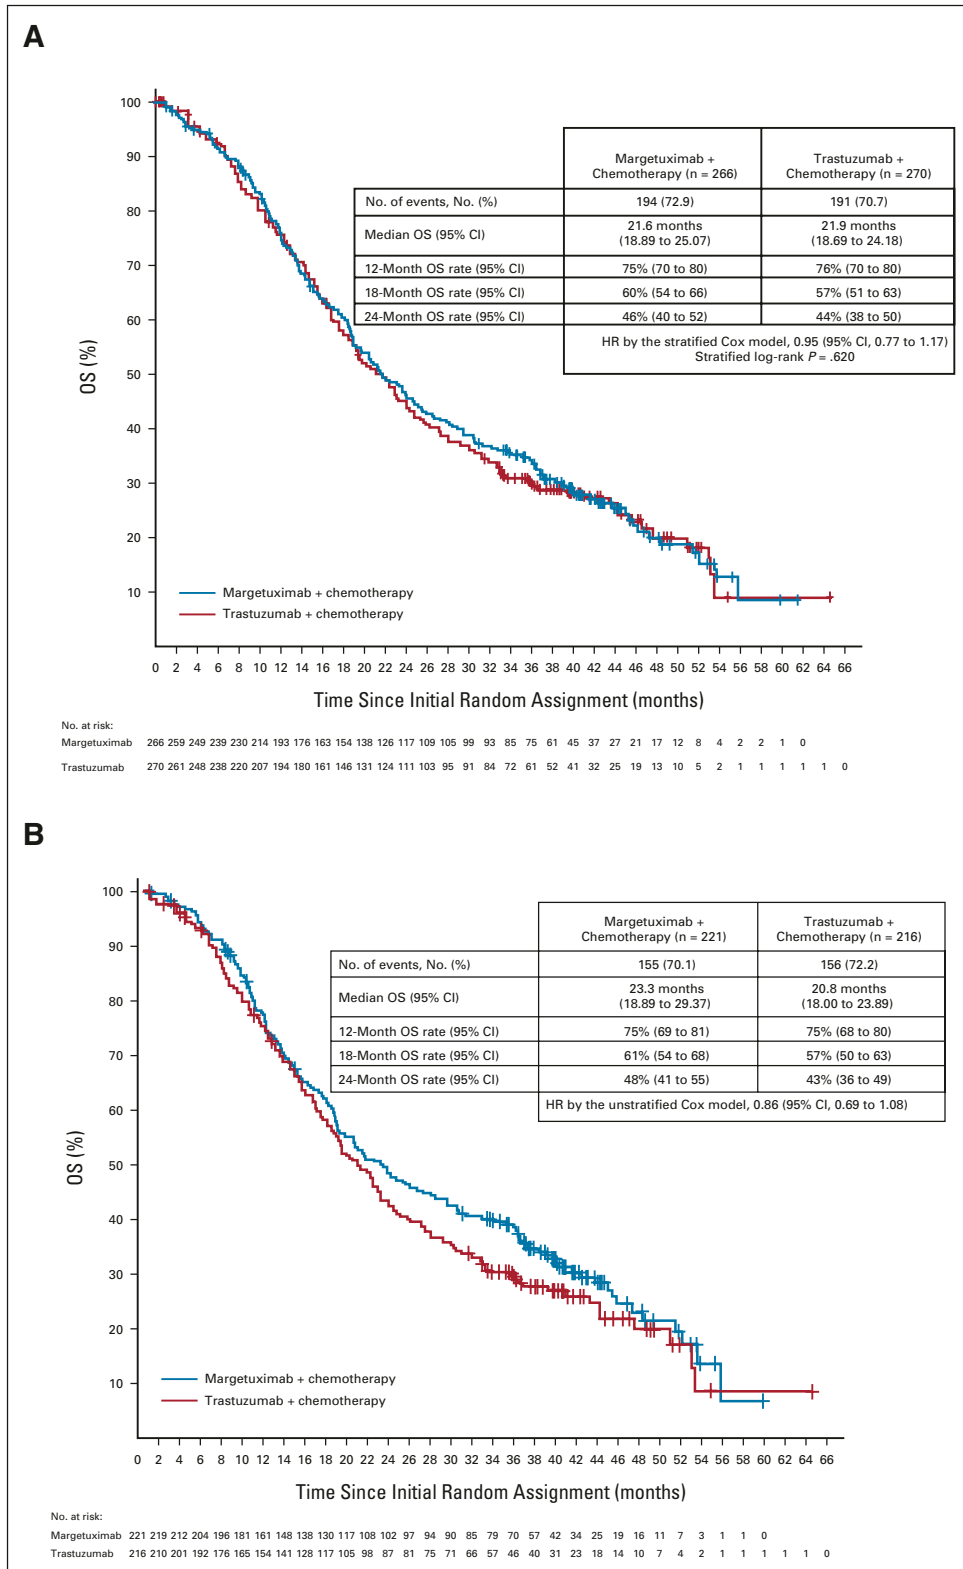 A
100
90
80
70
60
50
40
30
20
10
OS (%)
Margetuximab +
Chemotherapy (n = 266)
Trastuzumab +
Chemotherapy (n = 270)
No. of events, No. (%)
194 (72.9)
191 (70.7)
Median OS (95% CI)
21.6 months
(18.89 to 25.07)
21.9 months
(18.69 to 24.18)
12-Month OS rate (95% CI)
75% (70 to 80)
76% (70 to 80)
18-Month OS rate (95% CI)
60% (54 to 66)
57% (51 to 63)
24-Month OS rate (95% CI)
46% (40 to 52)
44% (38 to 50)
HR by the stratified Cox model, 0.95 (95% CI, 0.77 to 1.17)
Stratified log-rank P = .620
Margetuximab + chemotherapy
Trastuzumab + chemotherapy
0 2 4 6 8 10 12 14 16 18 20 22 24 26 28 30 32 34 36 38 40 42 44 46 48 50 52 54 56 58 60 62 64 66
Time Since Initial Random Assignment (months)
No. at risk:
Margetuximab 266 259 249 239 230 214 193 176 163 154 138 126 117 109 105 99 93 85 75 61 45 37 27 21 17 12 8 4 2 2 1 0
Trastuzumab 270 261 248 238 220 207 194 180 161 146 131 124 111 103 95 91 84 72 61 52 41 32 25 19 13 10 5 2 1 1 1 1 1 0
B
100
90
80
70
60
50
40
30
20
10
OS (%)
Margetuximab +
Chemotherapy (n = 221)
Trastuzumab +
Chemotherapy (n = 216)
No. of events, No. (%)
155 (70.1)
156 (72.2)
Median OS (95% CI)
23.3 months
(18.89 to 29.37)
20.8 months
(18.00 to 23.89)
12-Month OS rate (95% CI)
75% (69 to 81)
75% (68 to 80)
18-Month OS rate (95% CI)
61% (54 to 68)
57% (50 to 63)
24-Month OS rate (95% CI)
48% (41 to 55)
43% (36 to 49)
HR by the unstratified Cox model, 0.86 (95% CI, 0.69 to 1.08)
Margetuximab + chemotherapy
Trastuzumab + chemotherapy
0 2 4 6 8 10 12 14 16 18 20 22 24 26 28 30 32 34 36 38 40 42 44 46 48 50 52 54 56 58 60 62 64 66
Time Since Initial Random Assignment (months)
No. at risk:
Margetuximab 221 219 212 204 196 181 161 148 138 130 117 108 102 97 94 90 85 79 70 57 42 34 25 19 16 11 7 3 1 1 0
Trastuzumab 216 210 201 192 176 165 154 141 128 117 105 98 87 81 75 71 66 57 46 40 31 23 18 14 10 7 4 2 1 1 1 1 1 0